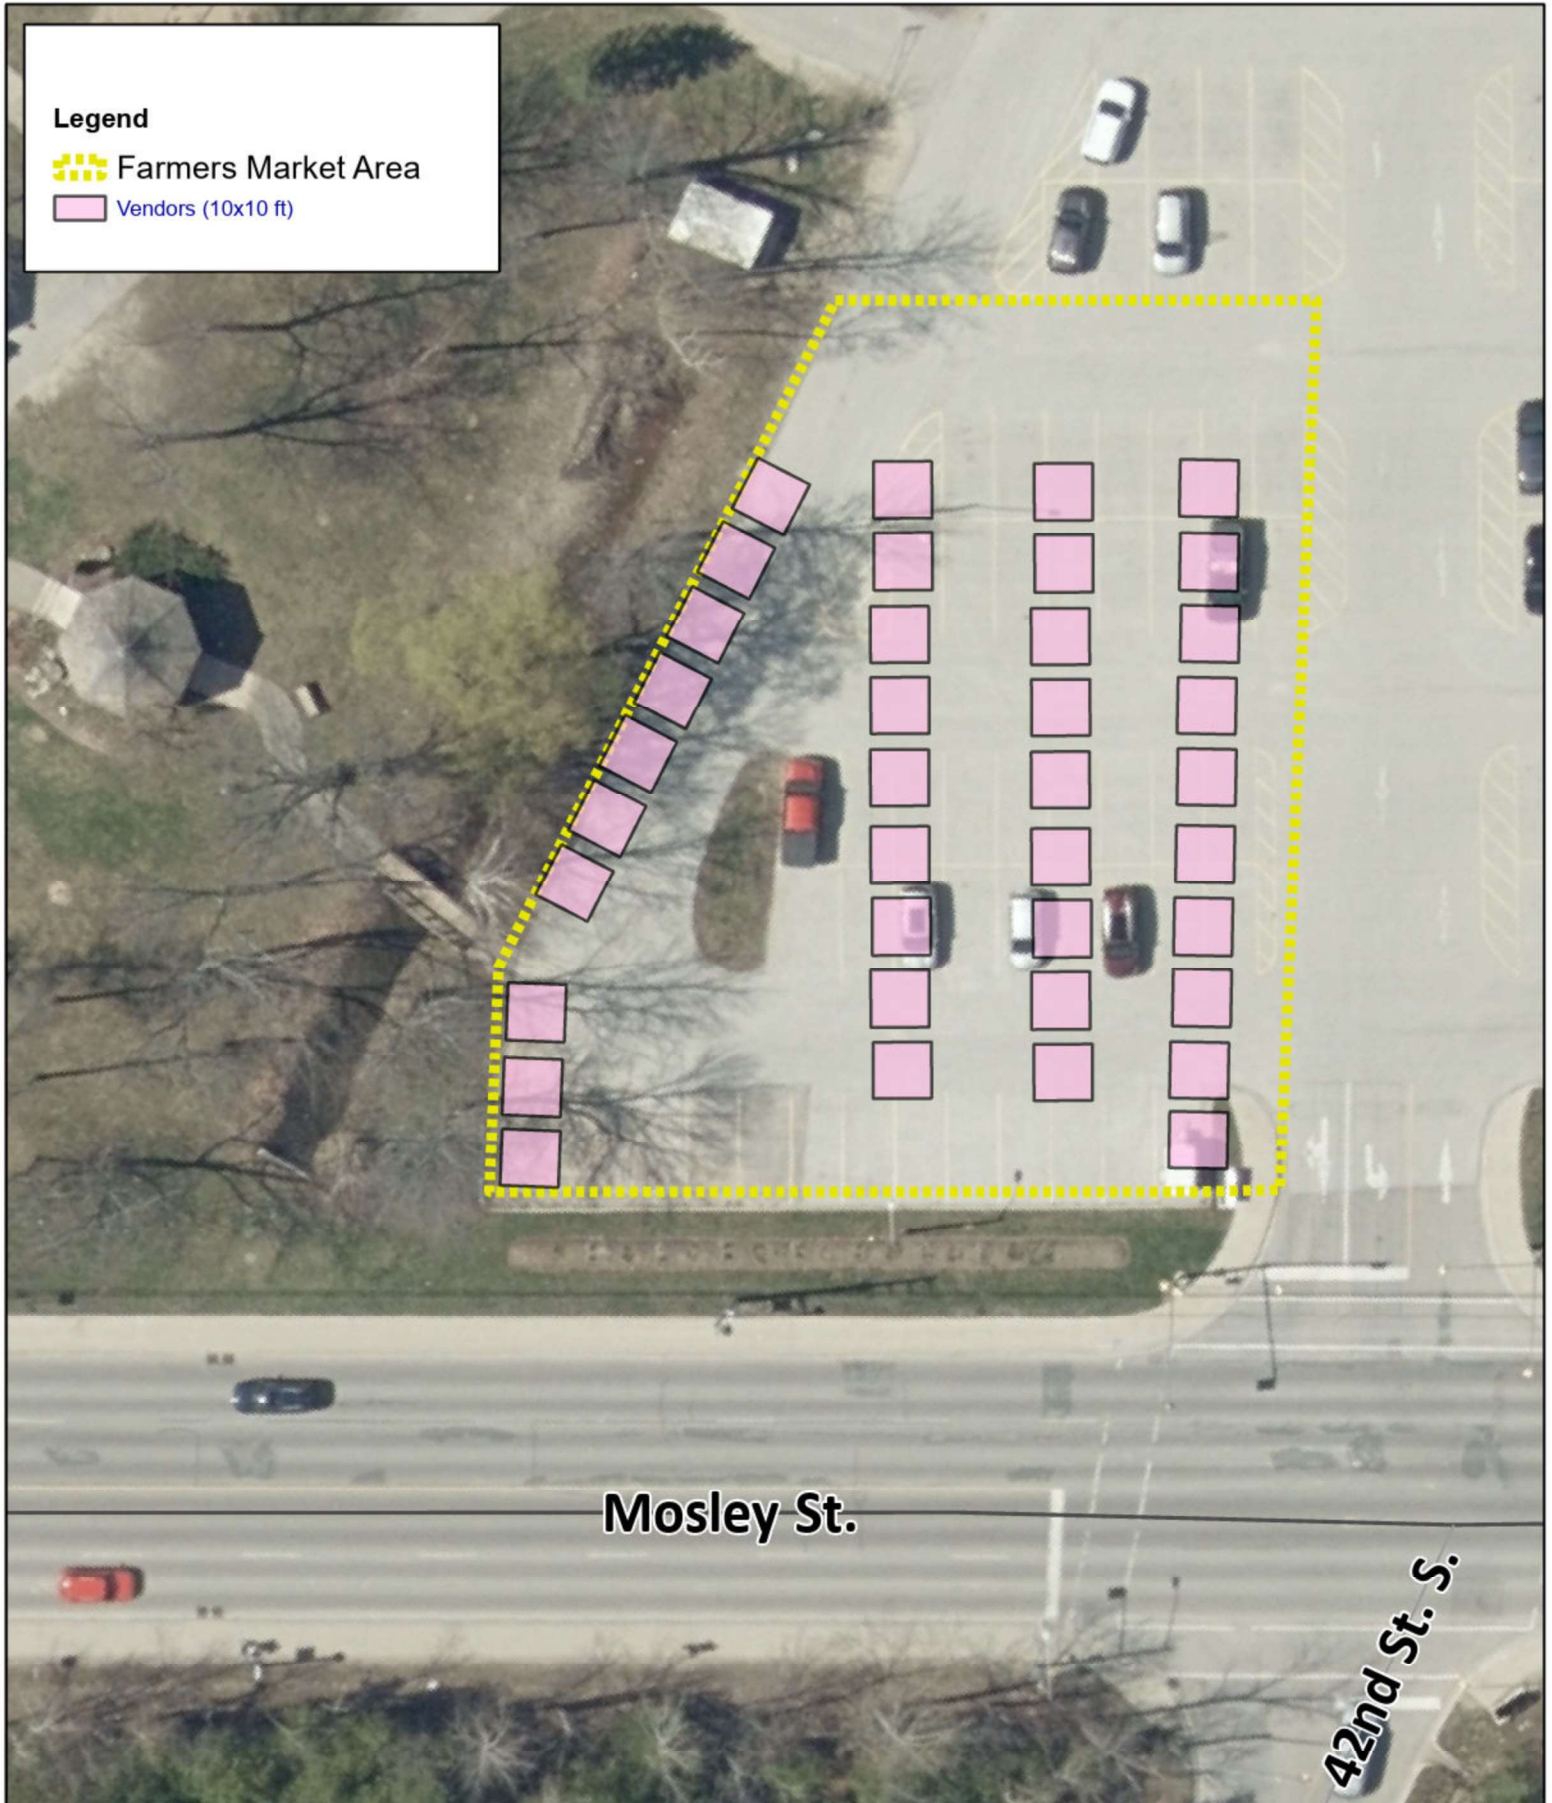 Legend
Farmers Market Area
Vendors (10x10 ft)
Mosley St.
42nd St. S.